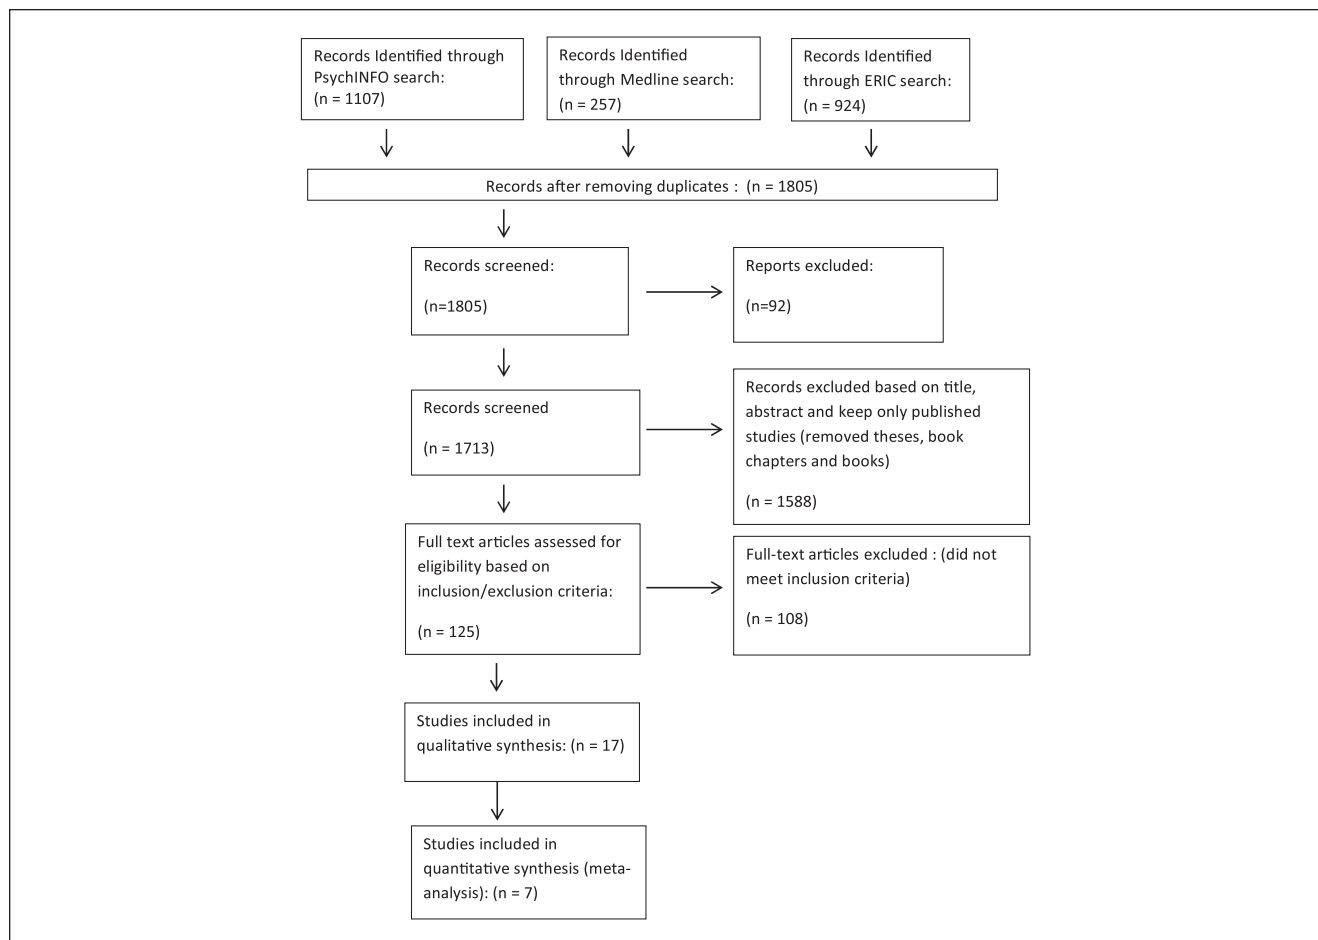 Records Identified through
PsychINFO search:
(n = 1107)
Records Identified
through Medline search:
(n = 257)
Records Identified
through ERIC search:
(n = 924)
Records after removing duplicates :  (n = 1805)
Records screened:
(n=1805)
Reports excluded:
(n=92)
Records screened
(n = 1713)
Records excluded based on title,
abstract and keep only published
studies (removed theses, book
chapters and books)
(n = 1588)
Full text articles assessed for
eligibility based on
inclusion/exclusion criteria:
(n = 125)
Full-text articles excluded : (did not
meet inclusion criteria)
(n = 108)
Studies included in
qualitative synthesis: (n = 17)
Studies included in
quantitative synthesis (meta-
analysis): (n = 7)